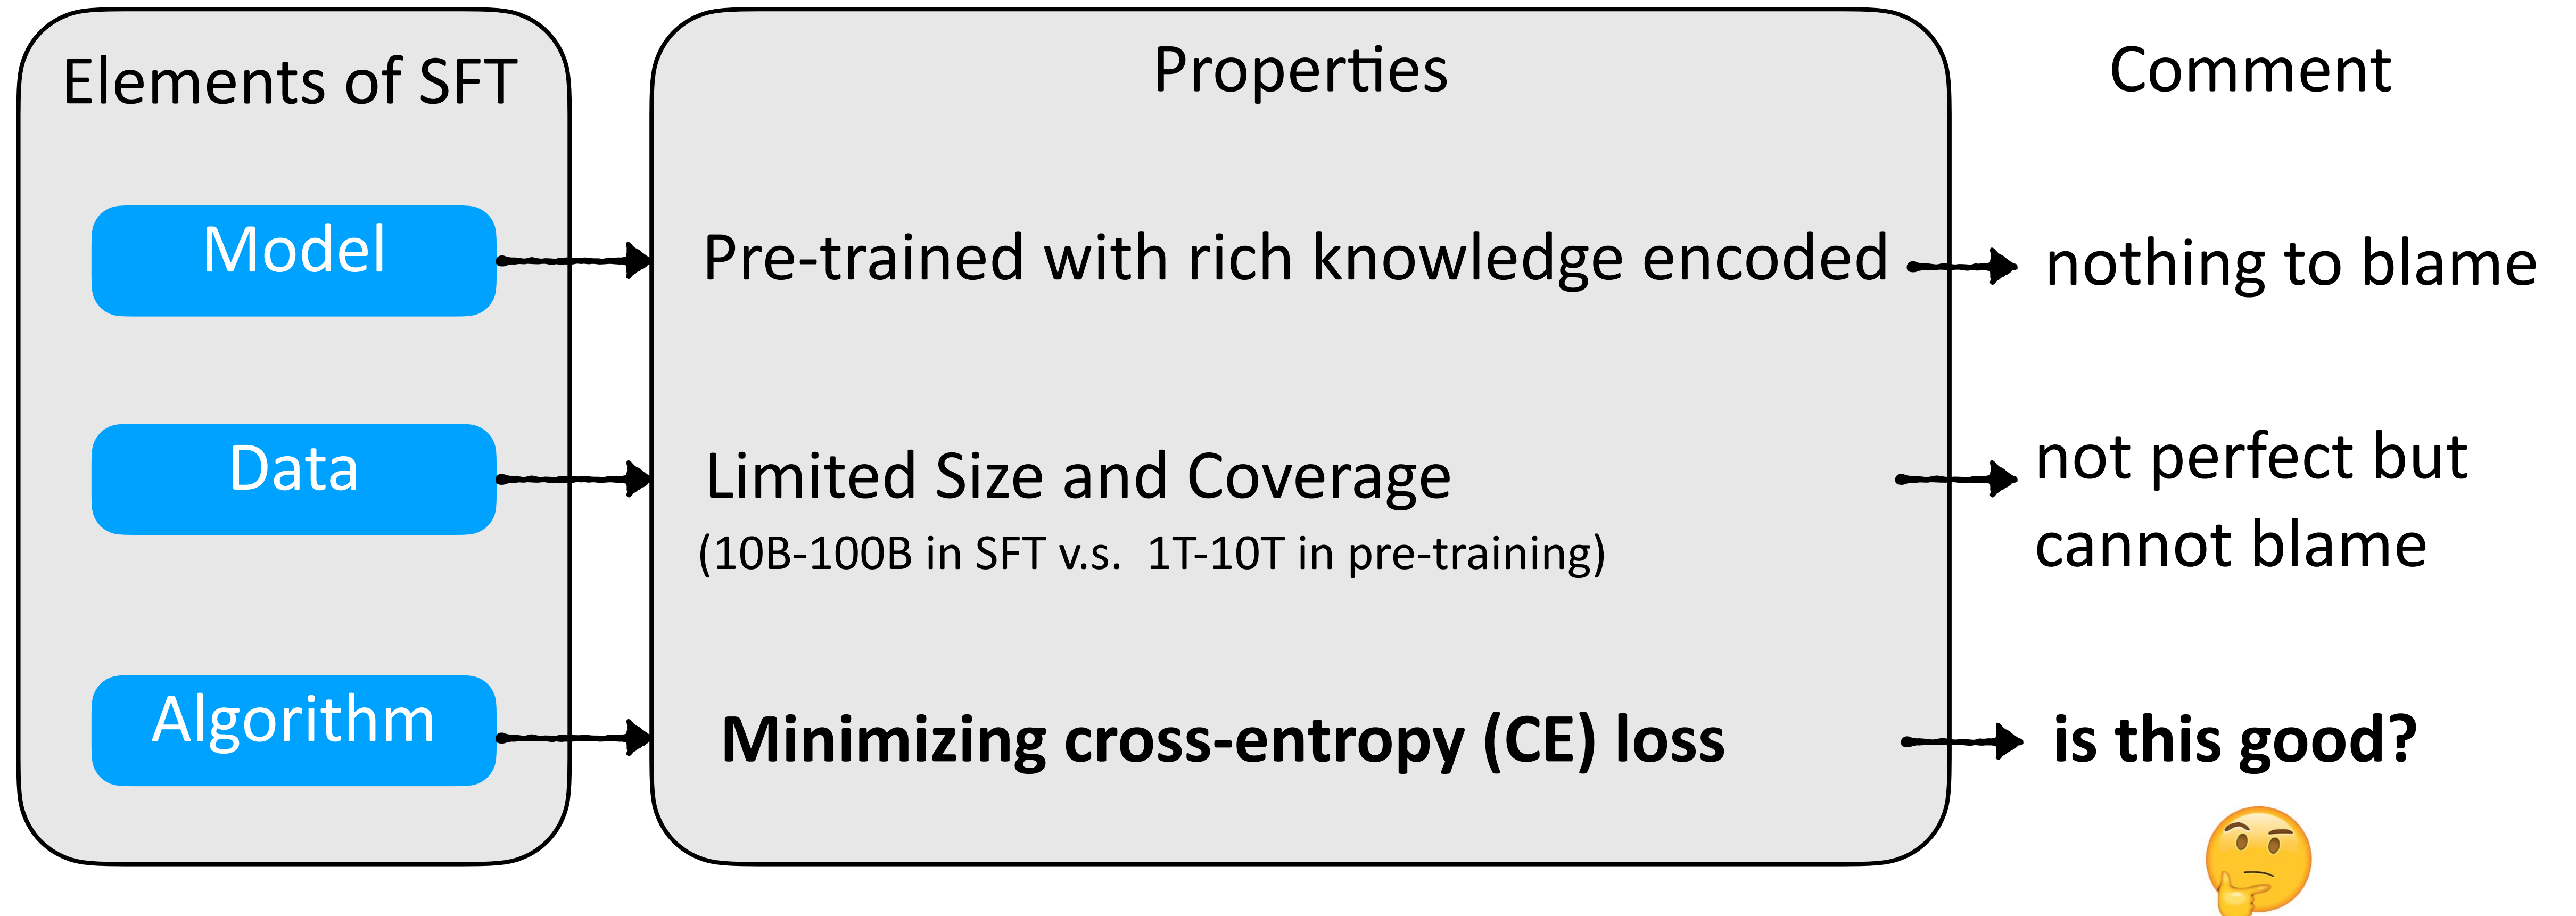 Elements of SFT
Properties
Comment
Model
Pre-trained with rich knowledge encoded
nothing to blame
Data
Limited Size and Coverage
(10B-100B in SFT v.s. 1T-10T in pre-training)
not perfect but
cannot blame
Algorithm
Minimizing cross-entropy (CE) loss
is this good?